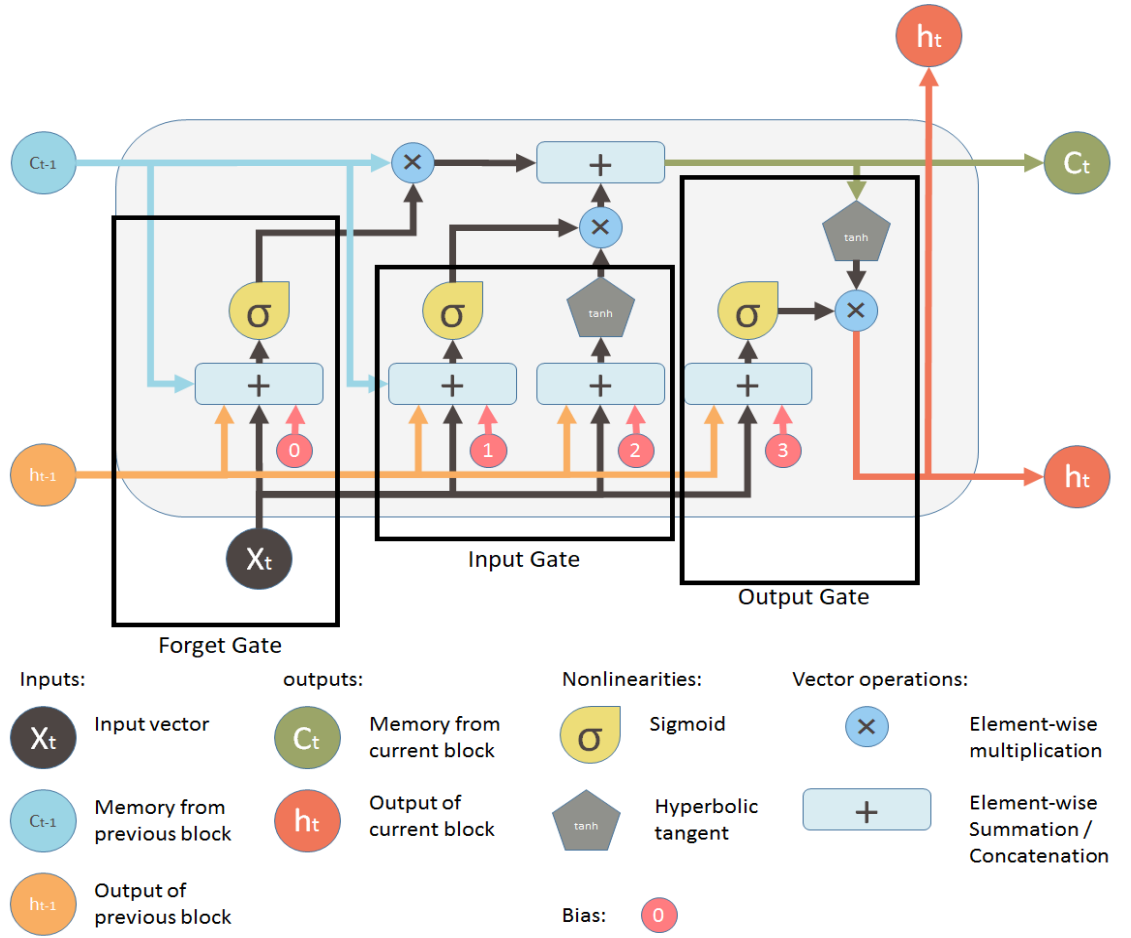 ht
Ct-1
×
+
Ct
×
tanh
σ
σ
tanh
σ
×
+
+
+
+
0
1
2
3
ht-1
ht
Xt
Input Gate
Output Gate
Forget Gate
Inputs:
outputs:
Nonlinearities:
Vector operations:
Xt
Input vector
Ct
Memory from
current block
σ
Sigmoid
×
Element-wise
multiplication
Ct-1
Memory from
previous block
ht
Output of
current block
tanh
Hyperbolic
tangent
+
Element-wise
Summation /
Concatenation
ht-1
Output of
previous block
Bias:
0